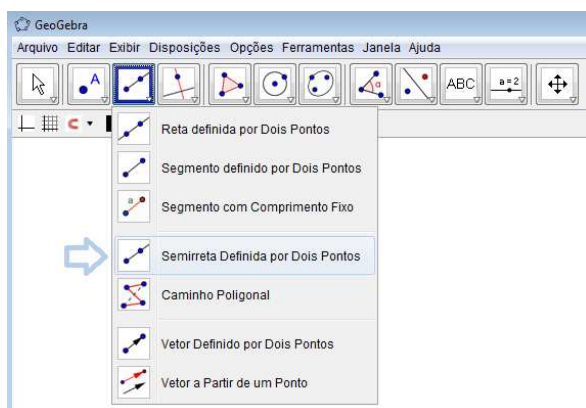 GeoGebra
Arquivo Editar Exibir Disposições Opções Ferramentas Janela Ajuda
A
α
ABC
a=2
Reta definida por Dois Pontos
Segmento definido por Dois Pontos
a
Segmento com Comprimento Fixo
Semirreta Definida por Dois Pontos
Caminho Poligonal
Vetor Definido por Dois Pontos
Vetor a Partir de um Ponto